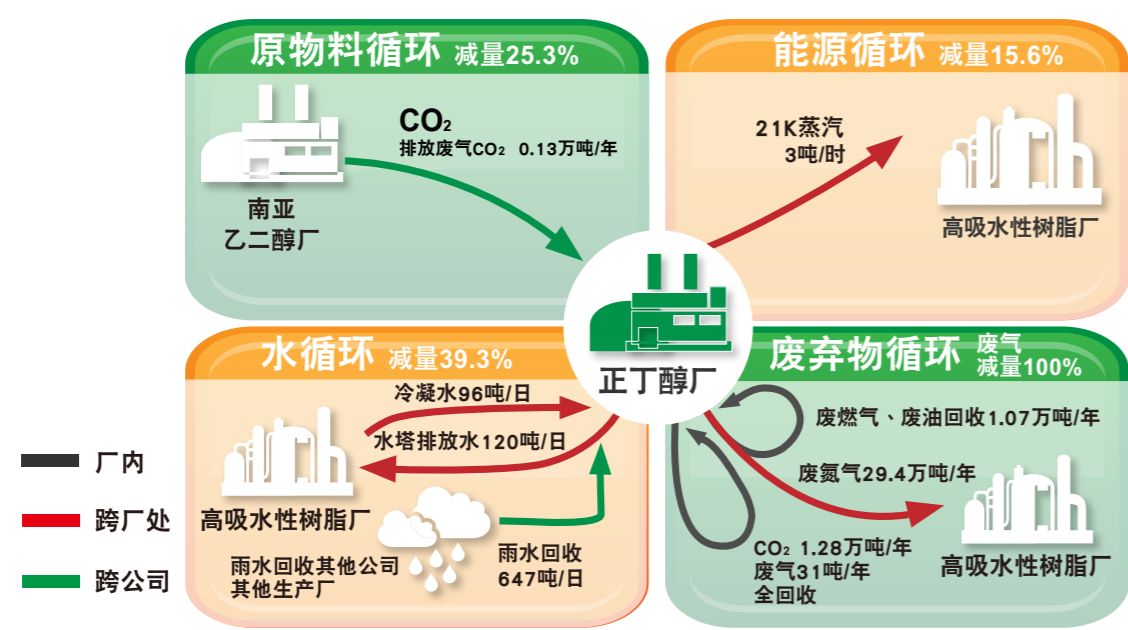 原物料循环 减量25.3%
CO₂
排放废气CO₂ 0.13万吨/年
南亚
乙二醇厂
能源循环 减量15.6%
21K蒸汽
3吨/时
高吸水性树脂厂
正丁醇厂
水循环 减量39.3%
冷凝水96吨/日
水塔排放水120吨/日
高吸水性树脂厂
雨水回收其他公司
其他生产厂
雨水回收
647吨/日
废弃物循环 废气
减量100%
废燃气、废油回收1.07万吨/年
废氮气29.4万吨/年
CO₂ 1.28万吨/年
废气31吨/年
全回收
高吸水性树脂厂
厂内
跨厂处
跨公司